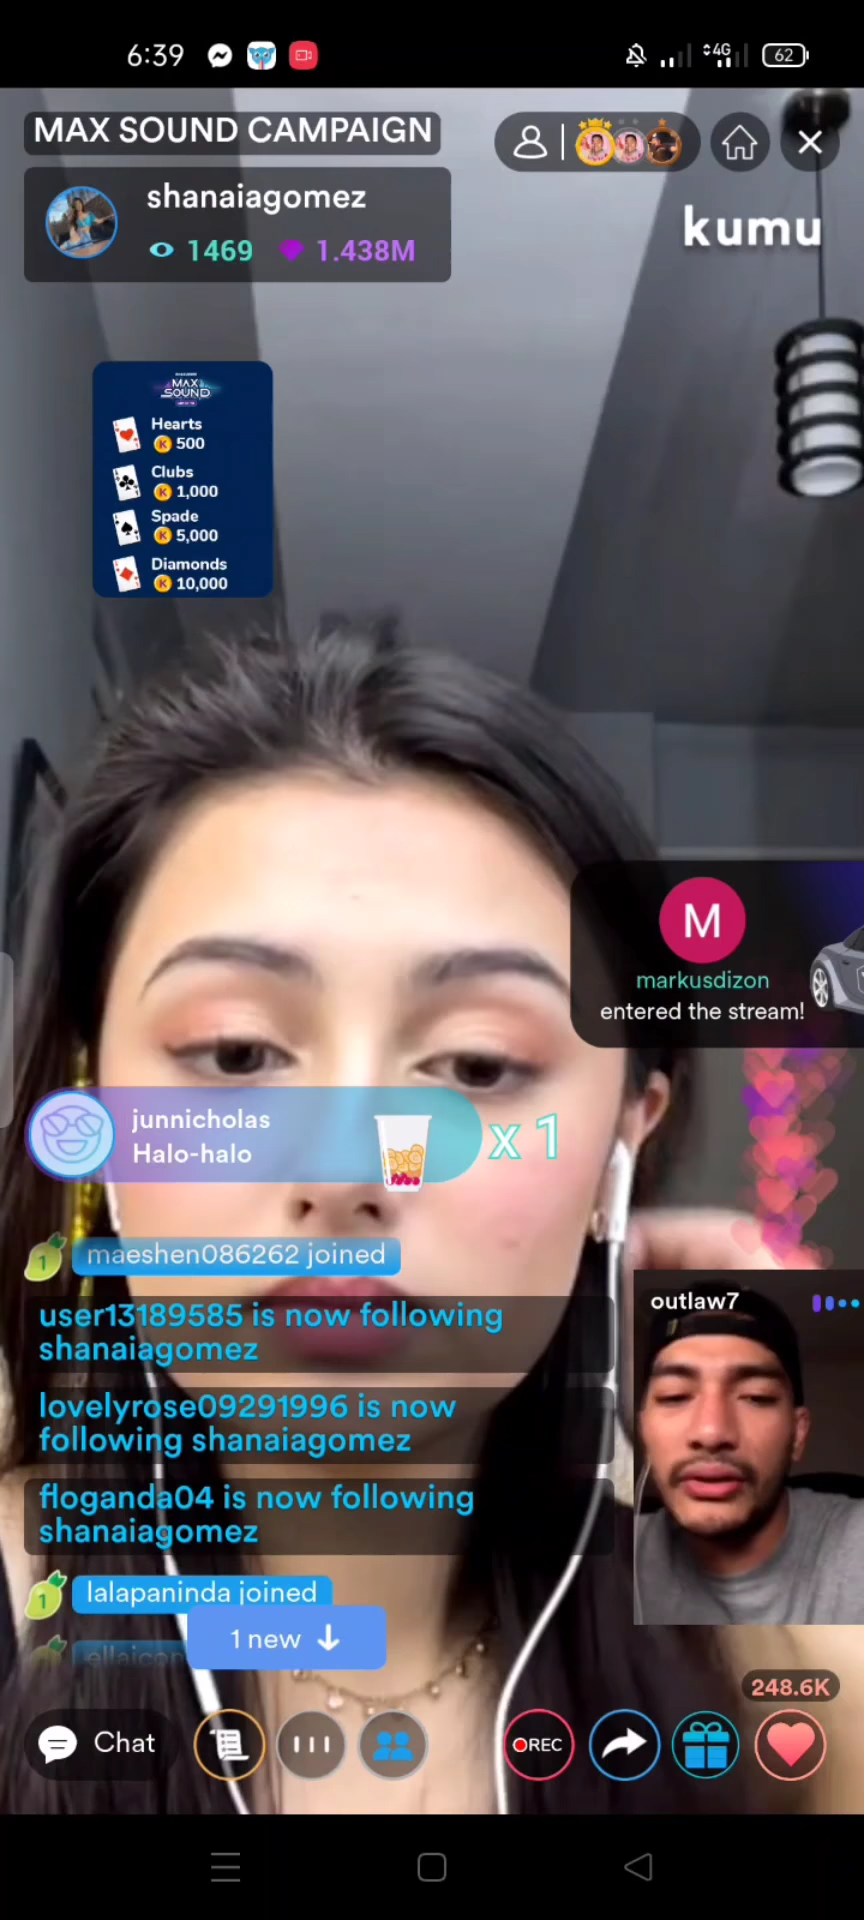 6:39
4G
62
MAX SOUND CAMPAIGN
shanaiagomez
1469 1.438M
kumu
MAX
SOUND
Hearts
K 500
Clubs
K 1,000
Spade
K 5,000
Diamonds
K 10,000
M
markusdizon
entered the stream!
junnicholas
Halo-halo
x 1
1 maeshen086262 joined
user13189585 is now following
shanaiagomez
lovelyrose09291996 is now
following shanaiagomez
floganda04 is now following
shanaiagomez
1 lalapaninda joined
1 new
outlaw7
248.6K
Chat
REC